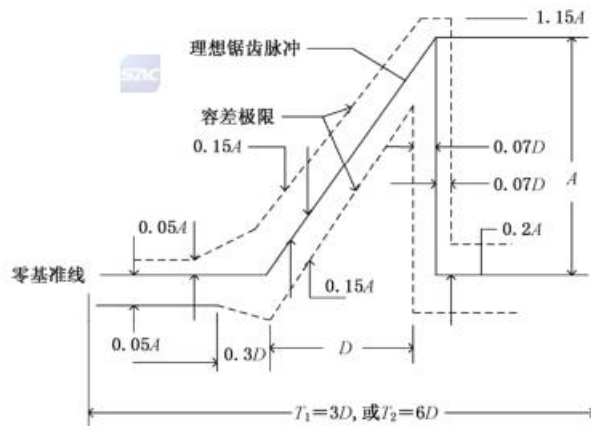 1.15A
SAC
理想锯齿脉冲
容差极限
0.15A
0.07D
0.07D
A
0.05A
0.2A
零基准线
0.15A
0.05A
0.3D
D
T₁=3D, 或T₂=6D